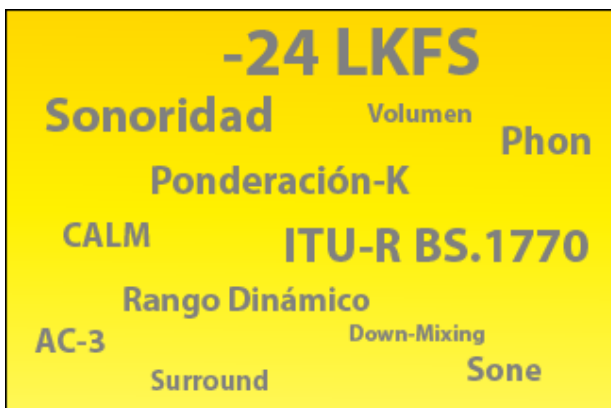 -24 LKFS
Sonoridad
Volumen
Phon
Ponderación-K
CALM
ITU-R BS.1770
Rango Dinámico
AC-3
Down-Mixing
Surround
Sone